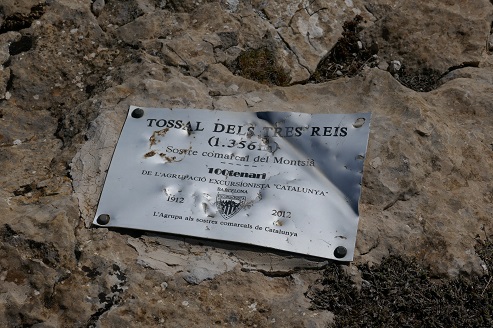 TOSSAL DELS TRES REIS
(1.356
Sostre comarcal del Montsià
100tenari
DE L'AGRUPACIÓ EXCURSIONISTA "CATALUNYA"
BARCELONA
1912 2012
L'Agrupa als sostres comarcals de Catalunya